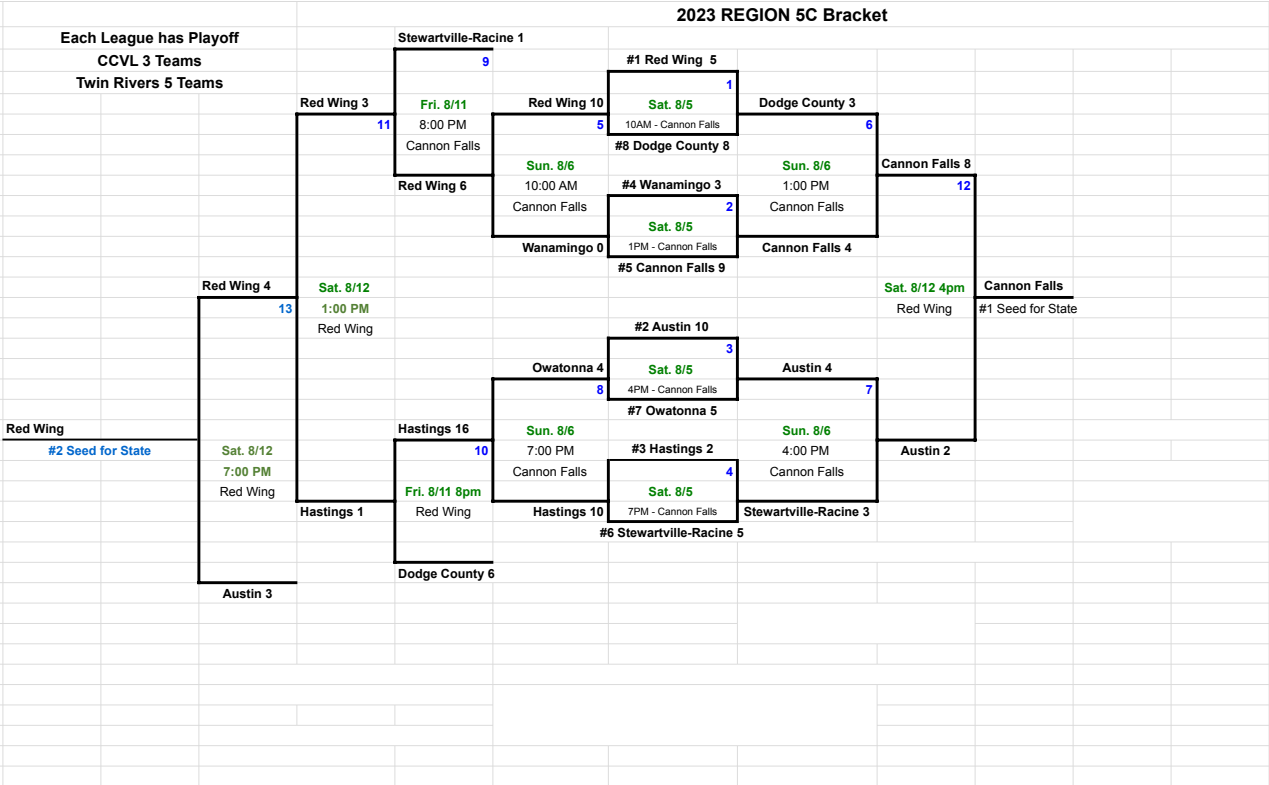 2023 REGION 5C Bracket
Each League has Playoff
CCVL 3 Teams
Twin Rivers 5 Teams
Stewartville-Racine 1
9
Fri. 8/11
8:00 PM
Cannon Falls
Red Wing 6
Red Wing 3
11
Sat. 8/12
1:00 PM
Red Wing
Hastings 1
Red Wing 4
13
Sat. 8/12
7:00 PM
Red Wing
Austin 3
Red Wing
#2 Seed for State
Hastings 16
10
Fri. 8/11 8pm
Red Wing
Dodge County 6
Red Wing 10
5
Sun. 8/6
10:00 AM
Cannon Falls
Wanamingo 0
Owatonna 4
8
Sun. 8/6
7:00 PM
Cannon Falls
Hastings 10
#1 Red Wing 5
1
Sat. 8/5
10AM - Cannon Falls
#8 Dodge County 8
#4 Wanamingo 3
2
Sat. 8/5
1PM - Cannon Falls
#5 Cannon Falls 9
#2 Austin 10
3
Sat. 8/5
4PM - Cannon Falls
#7 Owatonna 5
#3 Hastings 2
4
Sat. 8/5
7PM - Cannon Falls
#6 Stewartville-Racine 5
Dodge County 3
6
Sun. 8/6
1:00 PM
Cannon Falls
Cannon Falls 4
Austin 4
7
Sun. 8/6
4:00 PM
Cannon Falls
Stewartville-Racine 3
Cannon Falls 8
12
Sat. 8/12 4pm
Red Wing
Austin 2
Cannon Falls
#1 Seed for State